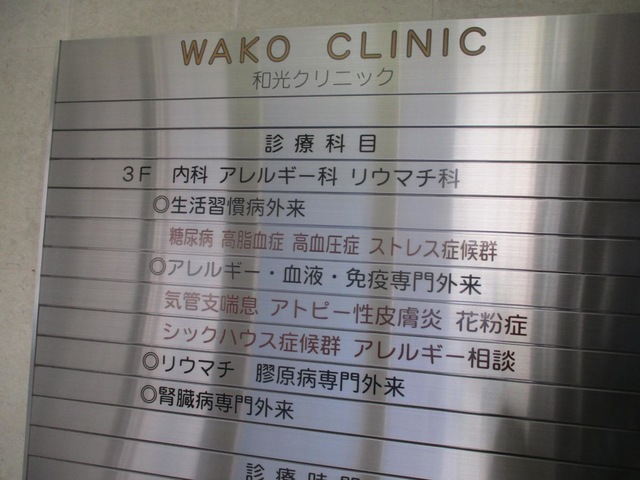 WAKO CLINIC
和光クリニック
診療科目
3F 内科 アレルギー科 リウマチ科
◎生活習慣病外来
糖尿病 高脂血症 高血圧症 ストレス症候群
◎アレルギー・血液・免疫専門外来
気管支喘息 アトピー性皮膚炎 花粉症
シックハウス症候群 アレルギー相談
◎リウマチ 膠原病専門外来
◎腎臓病専門外来
診療時間